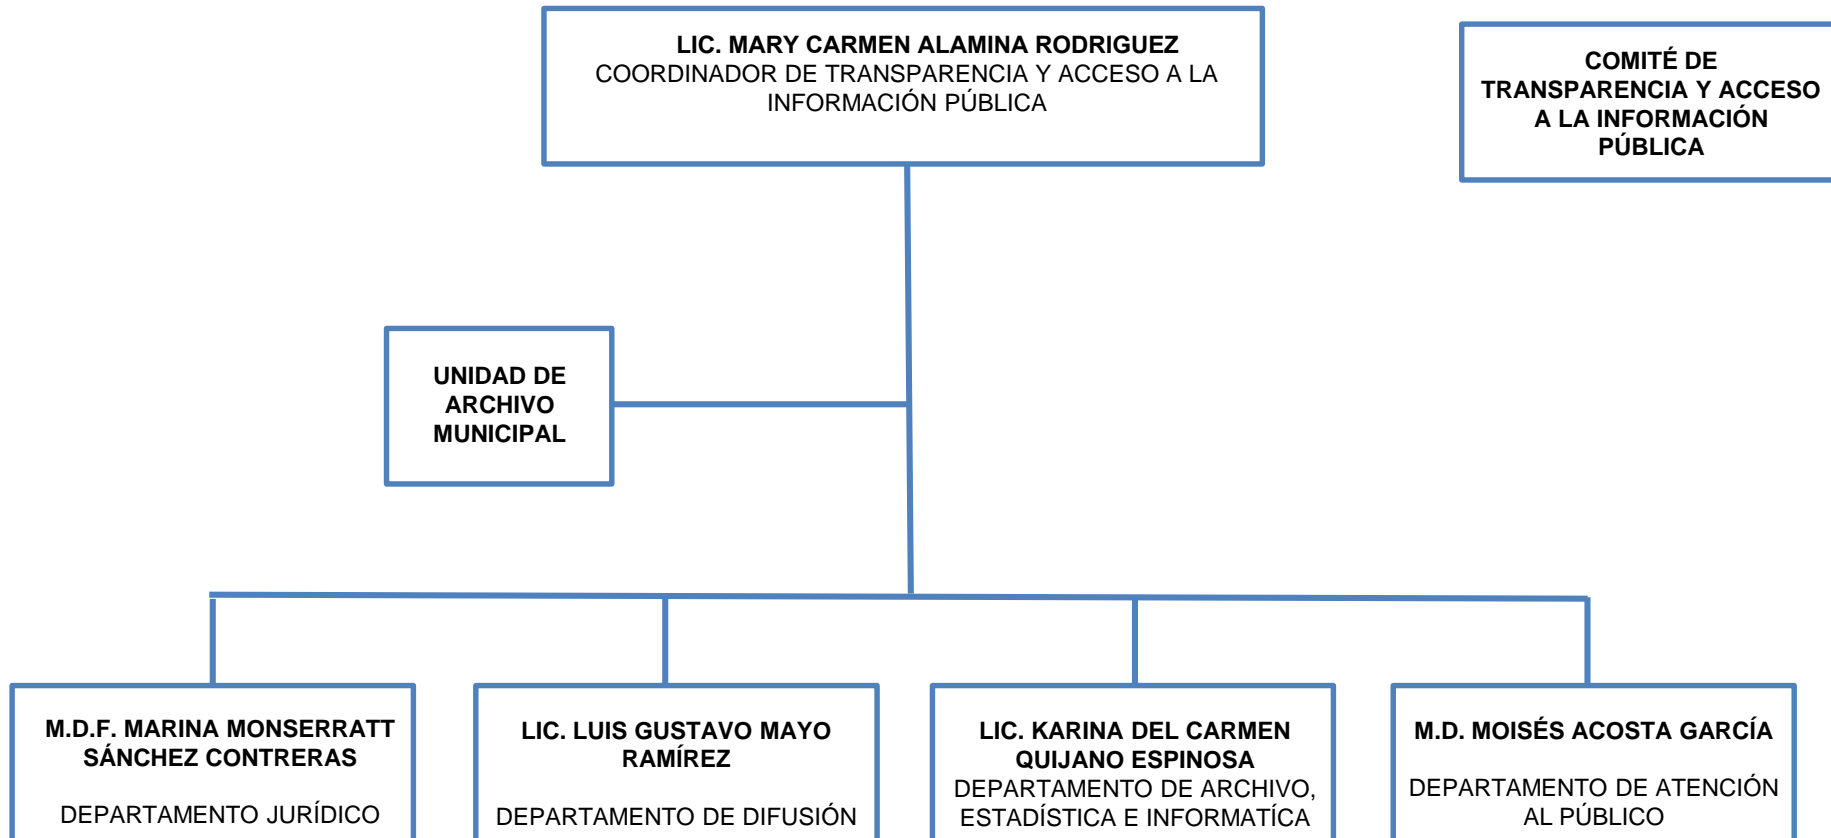 LIC. MARY CARMEN ALAMINA RODRIGUEZ
COORDINADOR DE TRANSPARENCIA Y ACCESO A LA
INFORMACIÓN PÚBLICA
COMITÉ DE
TRANSPARENCIA Y ACCESO
A LA INFORMACIÓN
PÚBLICA
UNIDAD DE
ARCHIVO
MUNICIPAL
M.D.F. MARINA MONSERRATT
SÁNCHEZ CONTRERAS
DEPARTAMENTO JURÍDICO
LIC. LUIS GUSTAVO MAYO
RAMÍREZ
DEPARTAMENTO DE DIFUSIÓN
LIC. KARINA DEL CARMEN
QUIJANO ESPINOSA
DEPARTAMENTO DE ARCHIVO,
ESTADÍSTICA E INFORMATÍCA
M.D. MOISÉS ACOSTA GARCÍA
DEPARTAMENTO DE ATENCIÓN
AL PÚBLICO